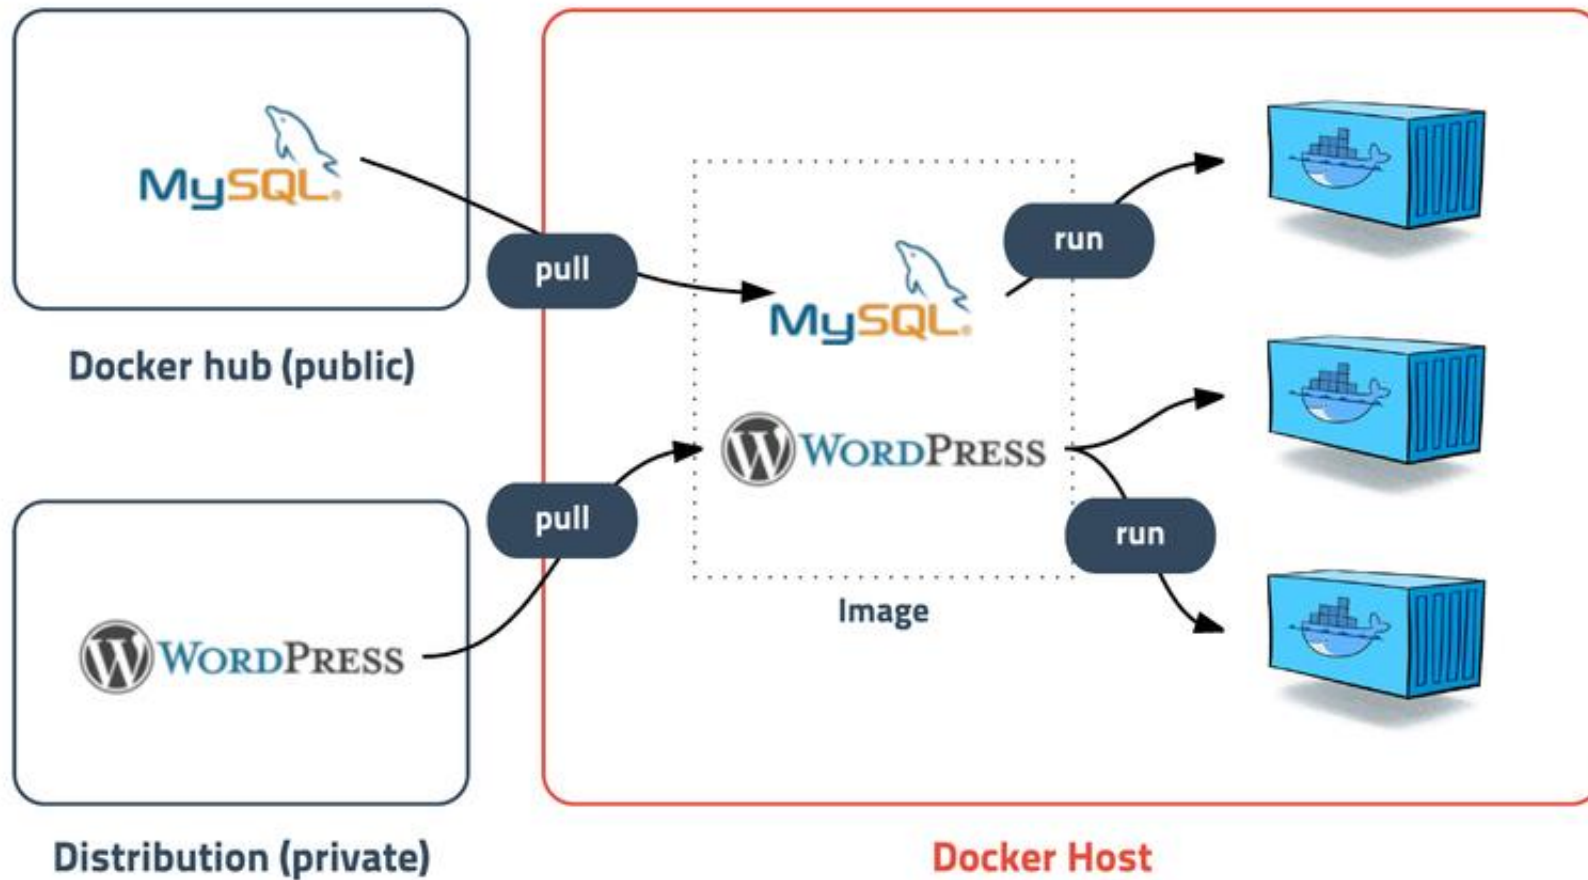 MySQL®
pull
Docker hub (public)
MySQL®
run
WORDPRESS
pull
WORDPRESS
run
Image
Distribution (private)
Docker Host